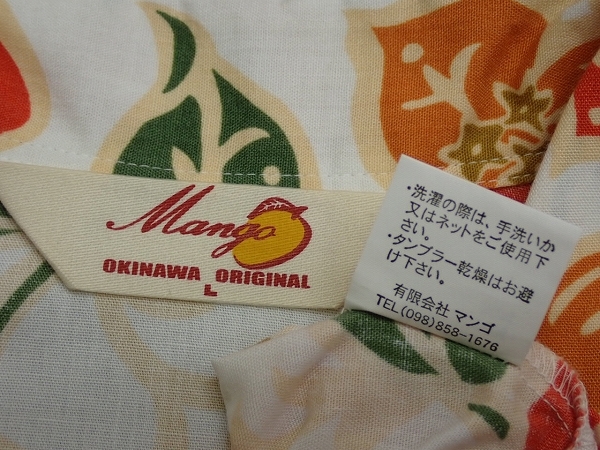 Mango
OKINAWA ORIGINAL
L
・洗濯の際は、手洗いか
又はネットをご使用下
さい。
・タンブラー乾燥はお避
け下さい。
有限会社 マンゴ
TEL(098)858-1676